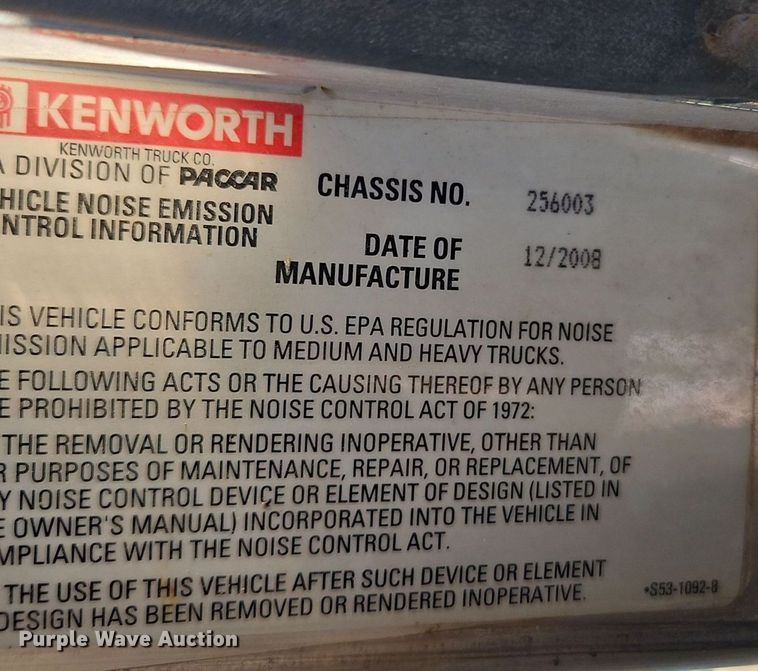 KENWORTH
KENWORTH TRUCK CO.
A DIVISION OF PACCAR
HICLE NOISE EMISSION
NTROL INFORMATION
CHASSIS NO. 256003
DATE OF
MANUFACTURE 12/2008
IS VEHICLE CONFORMS TO U.S. EPA REGULATION FOR NOISE
ISSION APPLICABLE TO MEDIUM AND HEAVY TRUCKS.
E FOLLOWING ACTS OR THE CAUSING THEREOF BY ANY PERSON
E PROHIBITED BY THE NOISE CONTROL ACT OF 1972:
THE REMOVAL OR RENDERING INOPERATIVE, OTHER THAN
R PURPOSES OF MAINTENANCE, REPAIR, OR REPLACEMENT, OF
Y NOISE CONTROL DEVICE OR ELEMENT OF DESIGN (LISTED IN
E OWNER'S MANUAL) INCORPORATED INTO THE VEHICLE IN
MPLIANCE WITH THE NOISE CONTROL ACT.
THE USE OF THIS VEHICLE AFTER SUCH DEVICE OR ELEMENT
DESIGN HAS BEEN REMOVED OR RENDERED INOPERATIVE.
*S53-1092-8
Purple Wave Auction